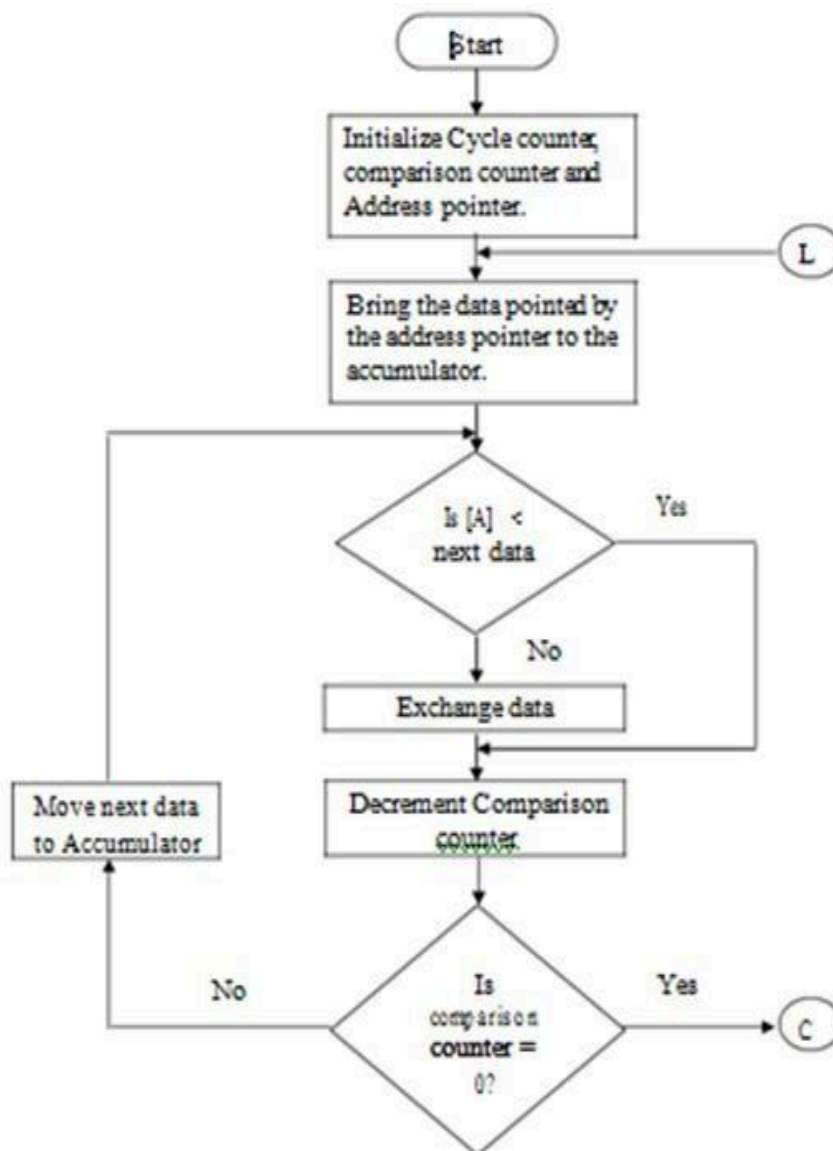 Start
Initialize Cycle counter,
comparison counter and
Address pointer.
L
Bring the data pointed by
the address pointer to the
accumulator.
Is [A] <
next data
Yes
No
Exchange data
Decrement Comparison
counter
Move next data
to Accumulator
Is
comparison
counter =
0?
No
Yes
C